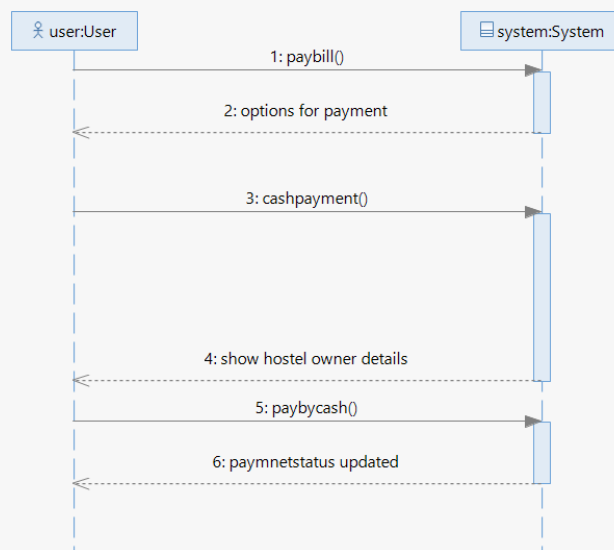 user:User
system:System
1: paybill()
2: options for payment
3: cashpayment()
4: show hostel owner details
5: paybycash()
6: paymnetstatus updated